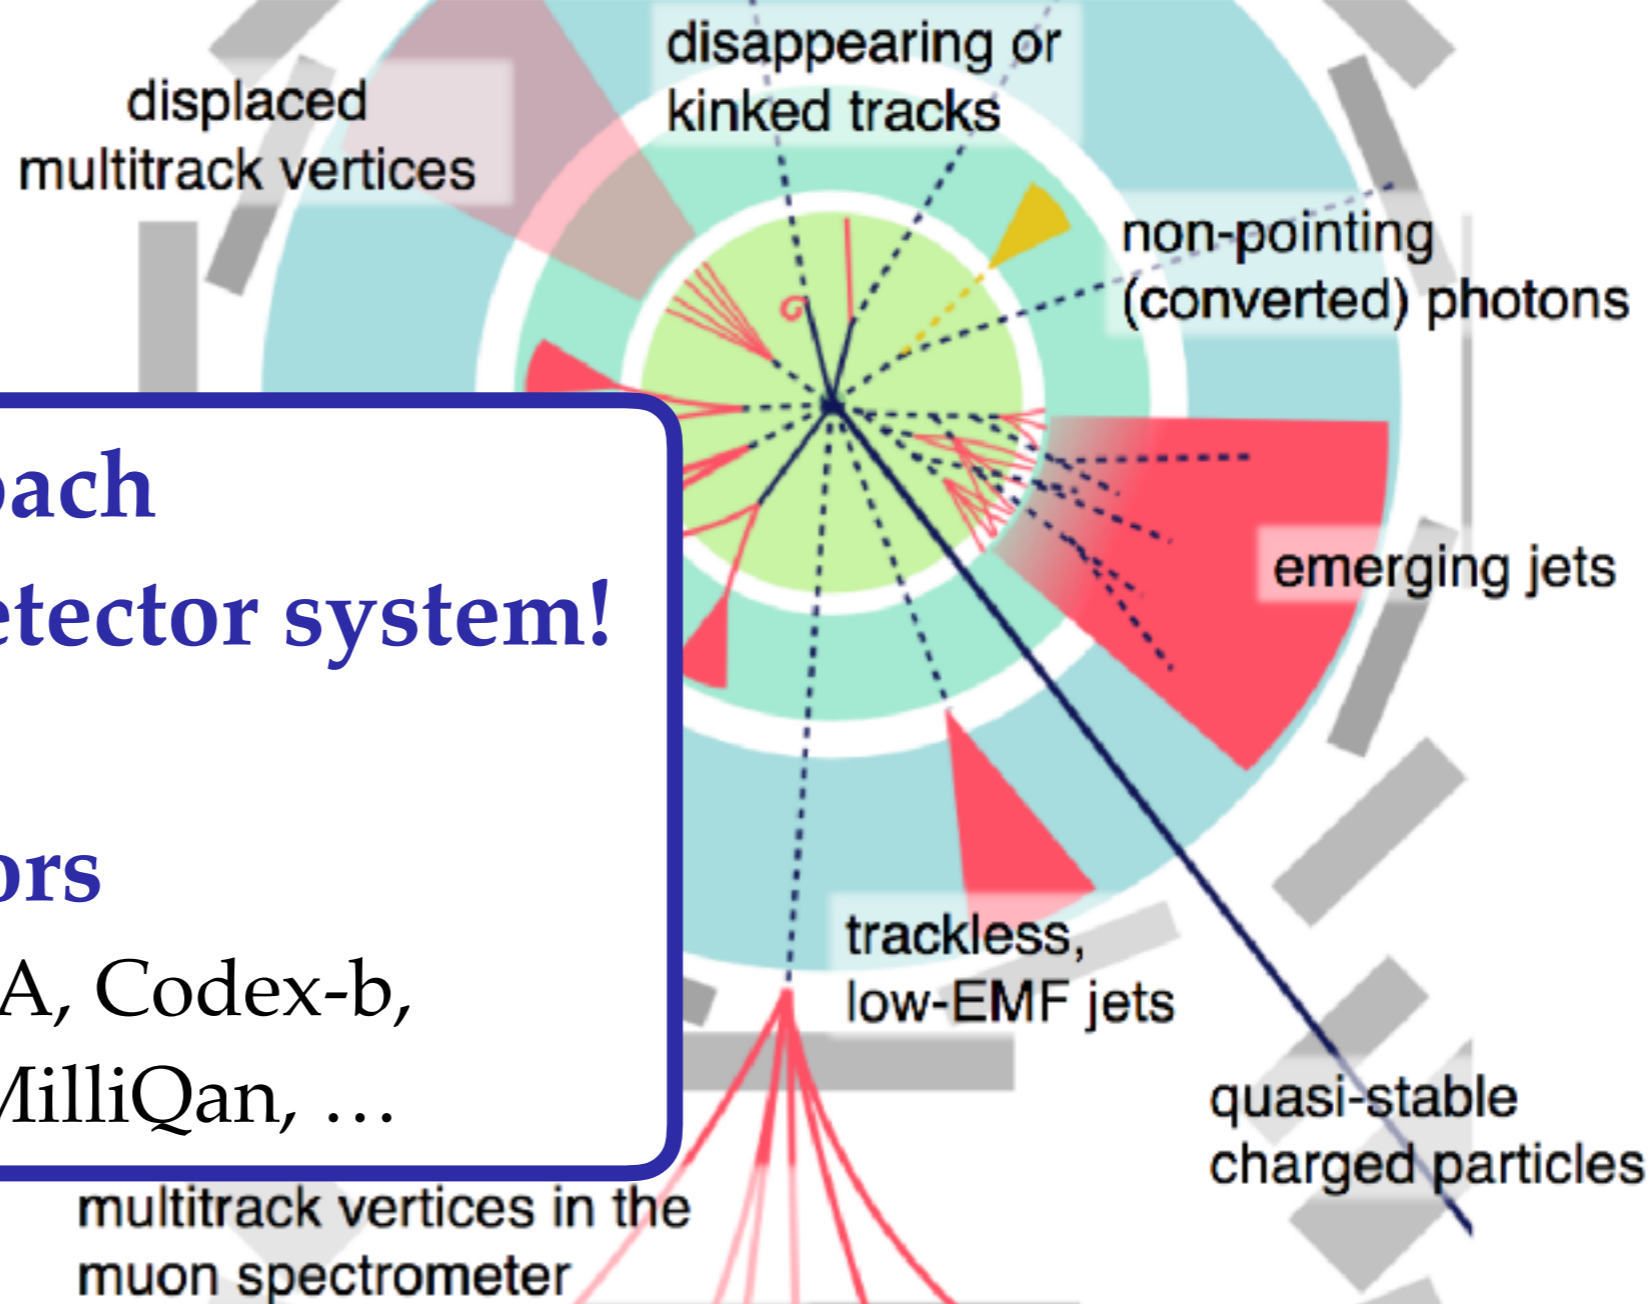 disappearing or
kinked tracks
displaced
multitrack vertices
non-pointing
(converted) photons
oach
etector system!
emerging jets
ors
A, Codex-b,
MilliQan, …
trackless,
low-EMF jets
quasi-stable
charged particles
multitrack vertices in the
muon spectrometer